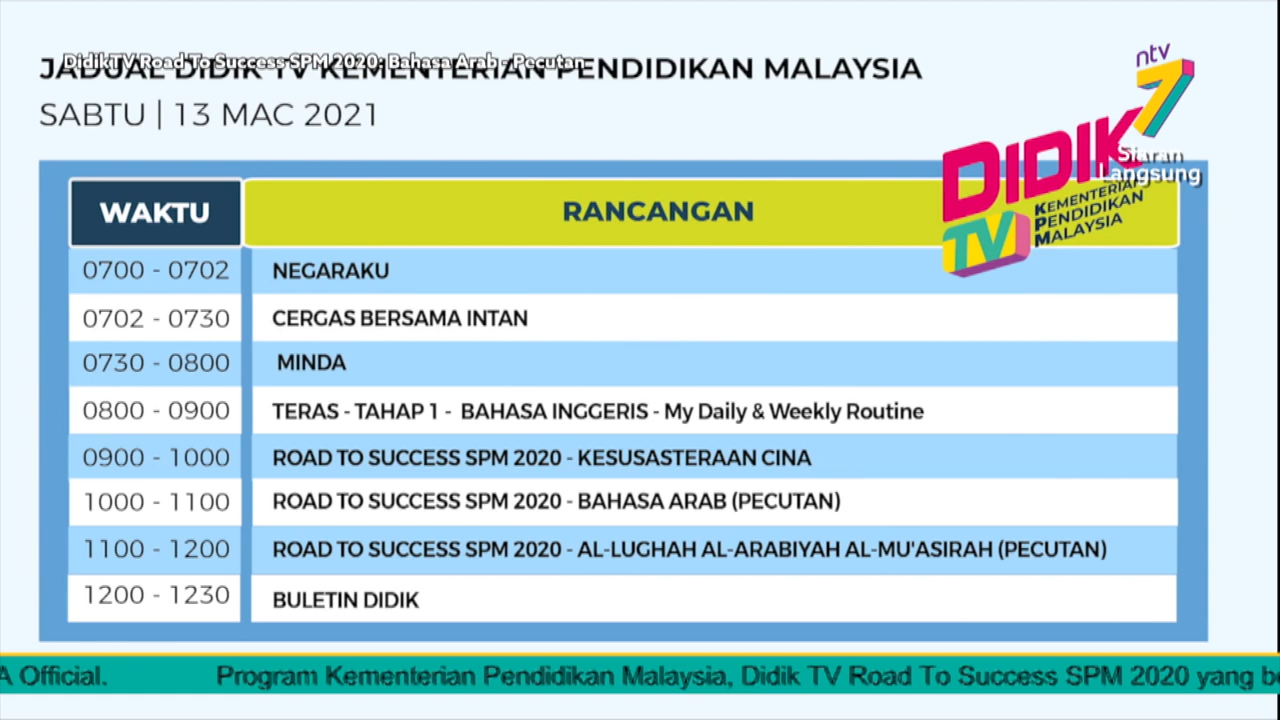 DidikTV Road To Success SPM 2020: Bahasa Arab - Pecutan
JADUAL DIDIK TV KEMENTERIAN PENDIDIKAN MALAYSIA
SABTU | 13 MAC 2021
ntv
7
DIDIK
TV
KEMENTERIAN
PENDIDIKAN
MALAYSIA
Siaran
Langsung
WAKTU RANCANGAN
0700 - 0702 NEGARAKU
0702 - 0730 CERGAS BERSAMA INTAN
0730 - 0800 MINDA
0800 - 0900 TERAS - TAHAP 1 - BAHASA INGGERIS - My Daily & Weekly Routine
0900 - 1000 ROAD TO SUCCESS SPM 2020 - KESUSASTERAAN CINA
1000 - 1100 ROAD TO SUCCESS SPM 2020 - BAHASA ARAB (PECUTAN)
1100 - 1200 ROAD TO SUCCESS SPM 2020 - AL-LUGHAH AL-ARABIYAH AL-MU'ASIRAH (PECUTAN)
1200 - 1230 BULETIN DIDIK
A Official. Program Kementerian Pendidikan Malaysia, Didik TV Road To Success SPM 2020 yang